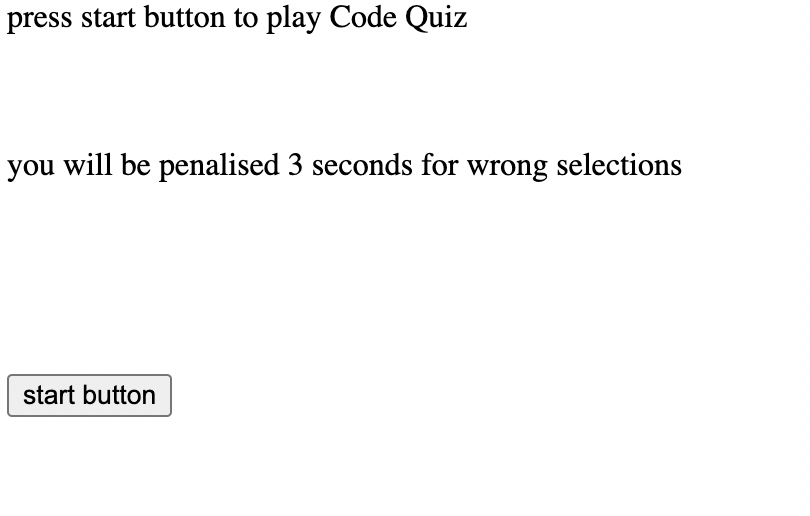 press start button to play Code Quiz
you will be penalised 3 seconds for wrong selections
start button